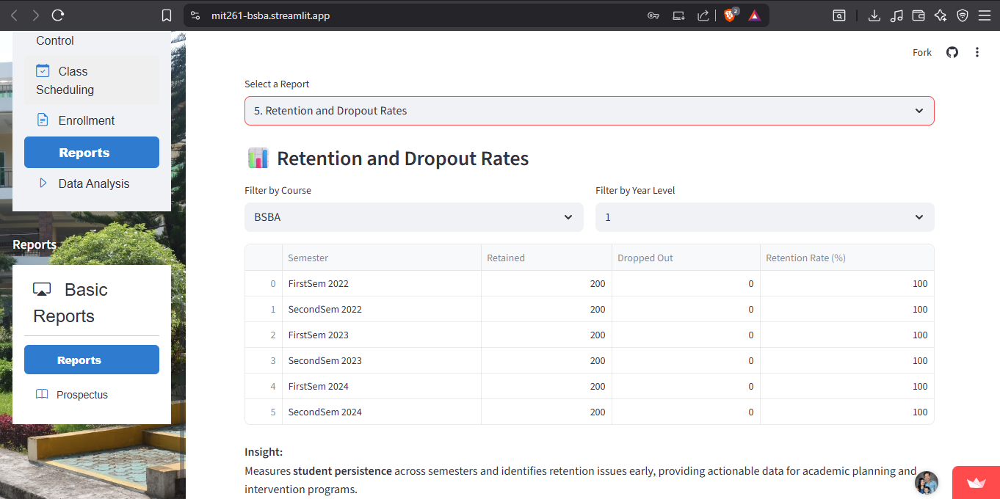 mit261-bsba.streamlit.app
2
Control
Class
Scheduling
Enrollment
Reports
Data Analysis
Reports
Basic
Reports
Reports
Prospectus
Fork
Select a Report
5. Retention and Dropout Rates
Retention and Dropout Rates
Filter by Course
Filter by Year Level
BSBA
1
Semester Retained Dropped Out Retention Rate (%)
0 FirstSem 2022 200 0 100
1 SecondSem 2022 200 0 100
2 FirstSem 2023 200 0 100
3 SecondSem 2023 200 0 100
4 FirstSem 2024 200 0 100
5 SecondSem 2024 200 0 100
Insight:
Measures student persistence across semesters and identifies retention issues early, providing actionable data for academic planning and
intervention programs.